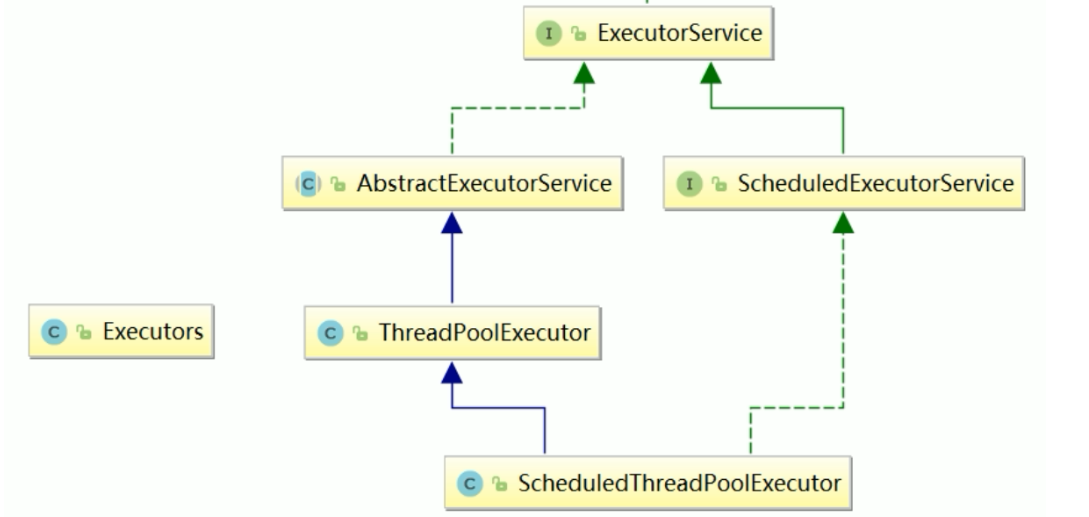 I ExecutorService
C AbstractExecutorService
I ScheduledExecutorService
C Executors
C ThreadPoolExecutor
C ScheduledThreadPoolExecutor